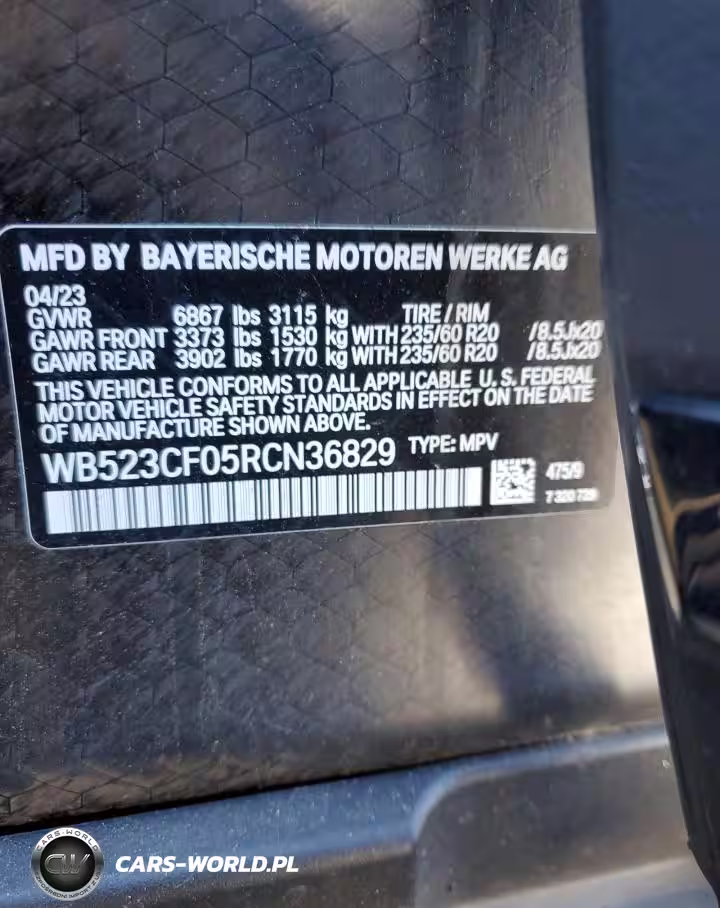 MFD BY BAYERISCHE MOTOREN WERKE AG
04/23
GVWR 6867 lbs 3115 kg TIRE / RIM
GAWR FRONT 3373 lbs 1530 kg WITH 235/60 R20 /8.5Jx20
GAWR REAR 3902 lbs 1770 kg WITH 235/60 R20 /8.5Jx20
THIS VEHICLE CONFORMS TO ALL APPLICABLE U. S. FEDERAL
MOTOR VEHICLE SAFETY STANDARDS IN EFFECT ON THE DATE
OF MANUFACTURE SHOWN ABOVE.
WB523CF05RCN36829 TYPE: MPV
475/9
7 320 729
CARS-WORLD
CW
CARS-WORLD.PL